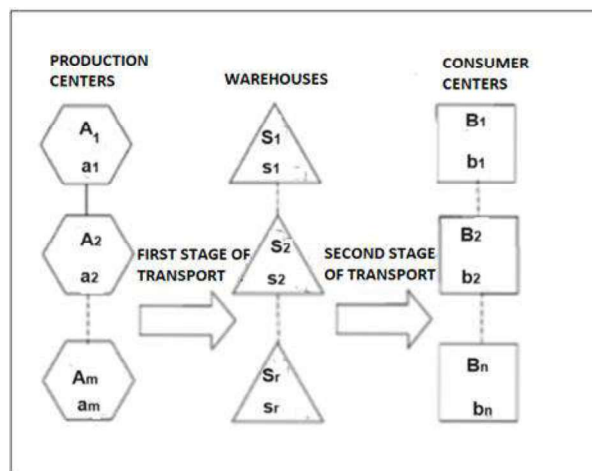 PRODUCTION
CENTERS
WAREHOUSES
CONSUMER
CENTERS
A1
a1
S1
s1
B1
b1
A2
a2
FIRST STAGE OF
TRANSPORT
S2
s2
SECOND STAGE
OF TRANSPORT
B2
b2
Am
am
Sr
sr
Bn
bn